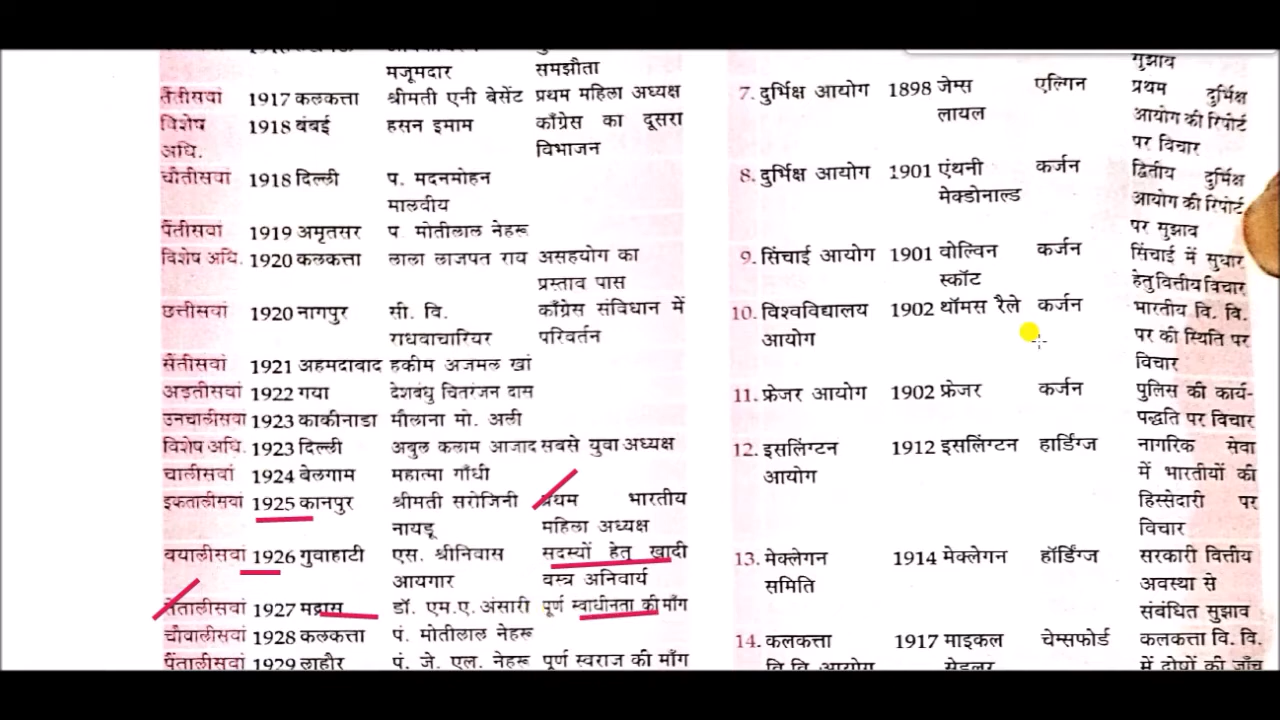 मजूमदार समझौता
तैंतीसवां 1917 कलकत्ता श्रीमती एनी बेसेंट प्रथम महिला अध्यक्ष
विशेष 1918 बंबई हसन इमाम काँग्रेस का दूसरा
अधि. विभाजन
चौंतीसवां 1918 दिल्ली प. मदनमोहन
मालवीय
पैंतीसवां 1919 अमृतसर प मोतीलाल नेहरू
विशेष अधि. 1920 कलकत्ता लाला लाजपत राय असहयोग का
प्रस्ताव पास
छत्तीसवां 1920 नागपुर सी. वि. काँग्रेस संविधान में
राधवाचारियर परिवर्तन
सैंतीसवां 1921 अहमदाबाद हकीम अजमल खां
अड़तीसवां 1922 गया देशबंधु चितरंजन दास
उनचालीसवां 1923 काकीनाडा मौलाना मो. अली
विशेष अधि. 1923 दिल्ली अबुल कलाम आजाद सबसे युवा अध्यक्ष
चालीसवां 1924 बेलगाम महात्मा गाँधी
इकतालीसवां 1925 कानपुर श्रीमती सरोजिनी प्रथम भारतीय
नायडू महिला अध्यक्ष
बयालीसवां 1926 गुवाहाटी एस. श्रीनिवास सदस्यों हेतु खादी
आयगार वस्त्र अनिवार्य
सैंतालीसवां 1927 मद्रास डॉ. एम.ए. अंसारी पूर्ण स्वाधीनता की माँग
चौवालीसवां 1928 कलकत्ता पं. मोतीलाल नेहरू
पैंतालीसवां 1929 लाहौर पं. जे. एल. नेहरू पूर्ण स्वराज की माँग
सुझाव
7. दुर्भिक्ष आयोग 1898 जेम्स एल्गिन प्रथम दुर्भिक्ष
लायल आयोग की रिपोर्ट
पर विचार
8. दुर्भिक्ष आयोग 1901 एंथनी कर्जन द्वितीय दुर्भिक्ष
मेक्डोनाल्ड आयोग की रिपोर्ट
पर सुझाव
9. सिंचाई आयोग 1901 वोल्विन कर्जन सिंचाई में सुधार
स्कॉट हेतु वित्तीय विचार
10. विश्वविद्यालय 1902 थॉमस रैले कर्जन भारतीय वि. वि.
आयोग पर की स्थिति पर
विचार
11. फ्रेजर आयोग 1902 फ्रेजर कर्जन पुलिस की कार्य-
पद्धति पर विचार
12. इसलिंग्टन 1912 इसलिंग्टन हार्डिग्ज नागरिक सेवा
आयोग में भारतीयों की
हिस्सेदारी पर
विचार
13. मेक्लेगन 1914 मेक्लेगन हॉर्डिंग्ज सरकारी वित्तीय
समिति अवस्था से
संबंधित सुझाव
14. कलकत्ता 1917 माइकल चेम्सफोर्ड कलकत्ता वि. वि.
वि.वि. आयोग सेडलर में दोषों की जाँच